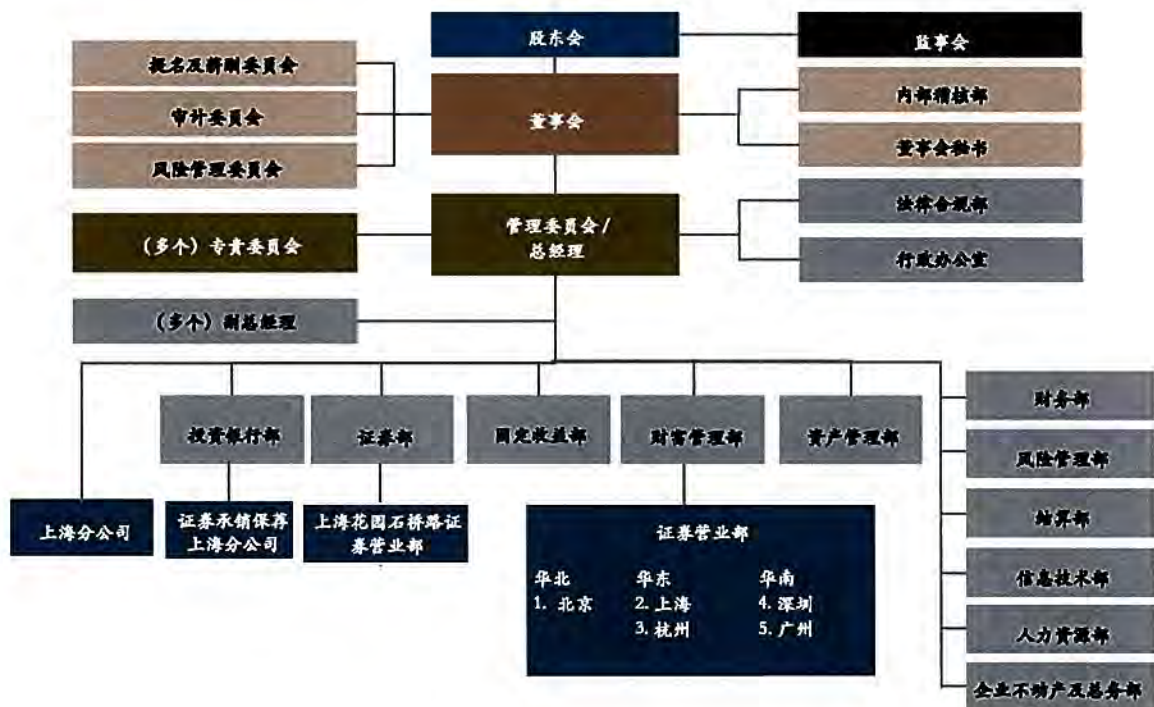 股东会
监事会
提名及薪酬委员会
审计委员会
风险管理委员会
董事会
内部稽核部
董事会秘书
(多个) 专责委员会
管理委员会/
总经理
法律合规部
行政办公室
(多个) 副总经理
投资银行部
证券部
固定收益部
财富管理部
资产管理部
财务部
风险管理部
结算部
信息技术部
人力资源部
企业不动产及总务部
上海分公司
证券承销保荐
上海分公司
上海花园石桥路证
券营业部
证券营业部
华北
华东
华南
1. 北京
2. 上海
4. 深圳
3. 杭州
5. 广州